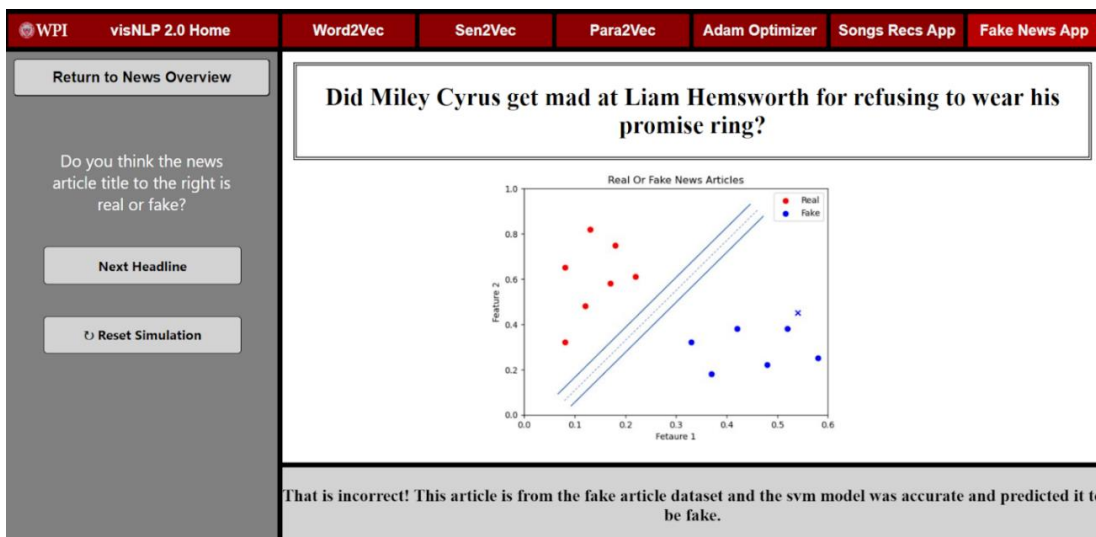 WPI visNLP 2.0 Home Word2Vec Sen2Vec Para2Vec Adam Optimizer Songs Recs App Fake News App
Return to News Overview
Do you think the news
article title to the right is
real or fake?
Next Headline
↻ Reset Simulation
Did Miley Cyrus get mad at Liam Hemsworth for refusing to wear his
promise ring?
Real Or Fake News Articles
Real
Fake
1.0
0.8
0.6
0.4
0.2
0.0
Feature 2
0.0 0.1 0.2 0.3 0.4 0.5 0.6
Fetaure 1
That is incorrect! This article is from the fake article dataset and the svm model was accurate and predicted it t
be fake.